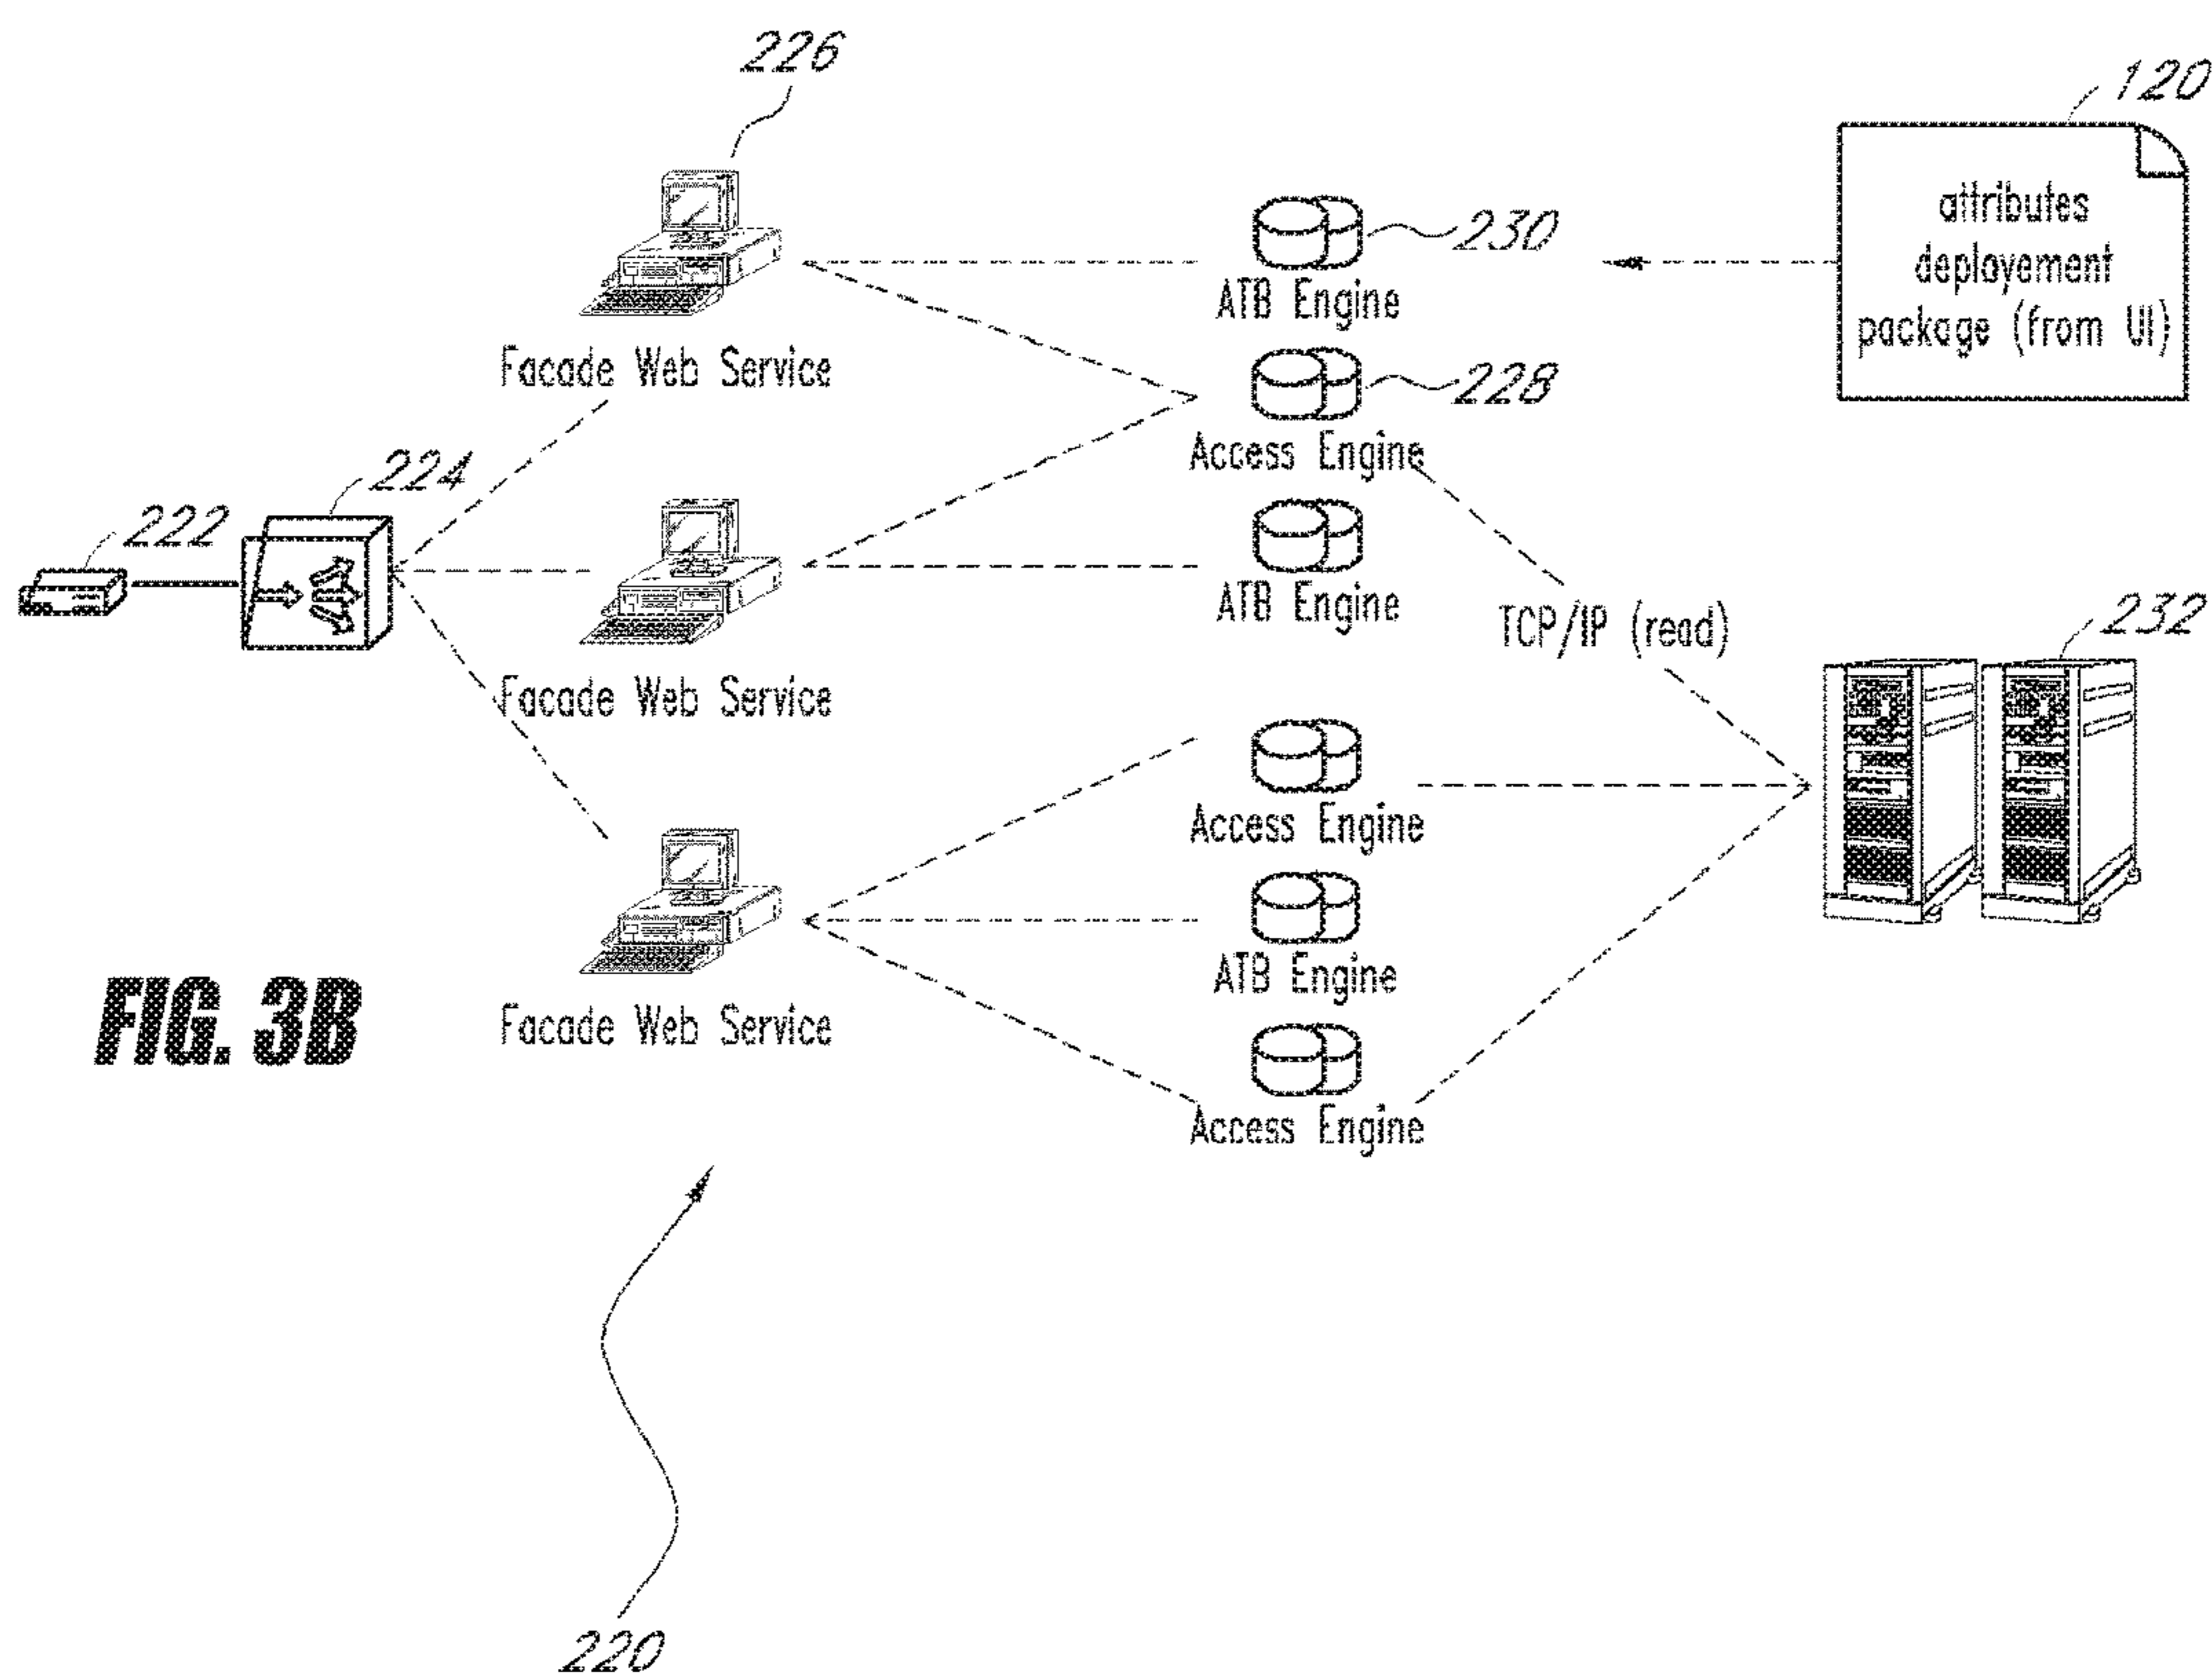 226
120
attributes
deployement
package (from UI)
230
ATB Engine
Facade Web Service
228
Access Engine
224
222
ATB Engine
TCP/IP (read)
232
Facade Web Service
Access Engine
ATB Engine
FIG. 3B
Facade Web Service
Access Engine
220